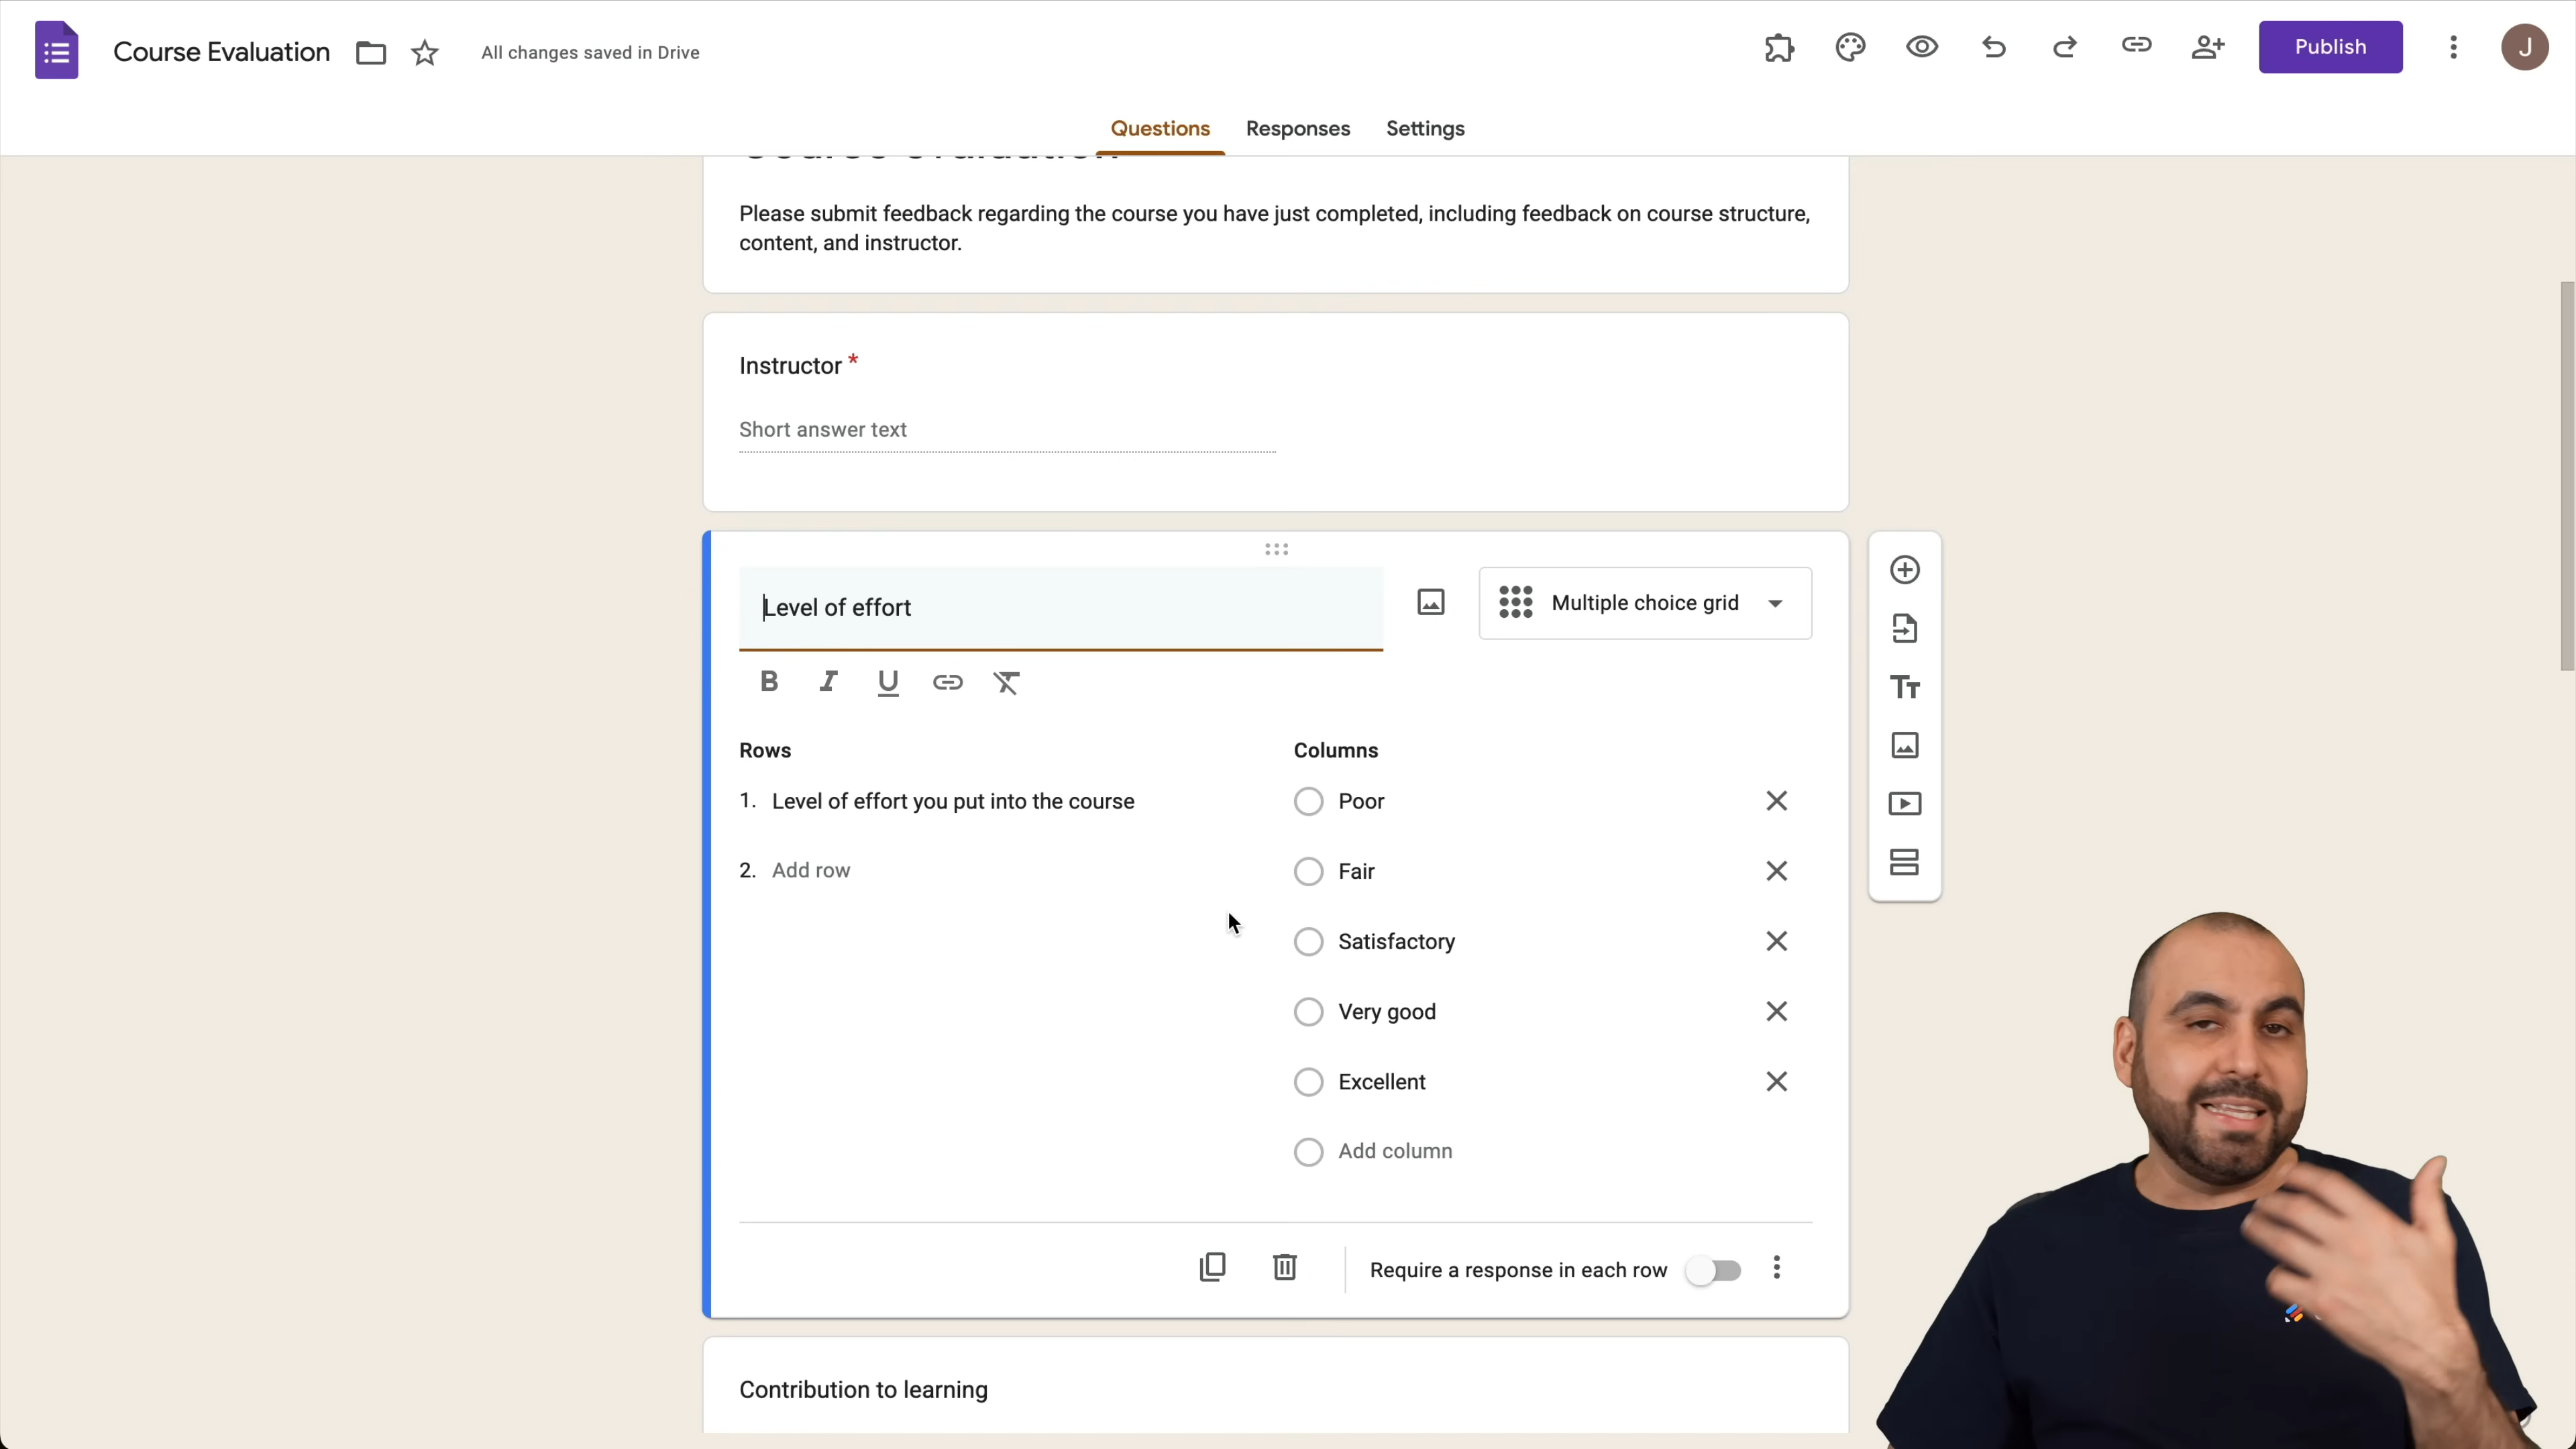 Course Evaluation
All changes saved in Drive
Publish
J
Questions
Responses
Settings
Please submit feedback regarding the course you have just completed, including feedback on course structure,
content, and instructor.
Instructor *
Short answer text
Level of effort
Multiple choice grid
B I U
Tт
Rows
Columns
1. Level of effort you put into the course
Poor
2. Add row
Fair
Satisfactory
Very good
Excellent
Add column
Require a response in each row
Contribution to learning